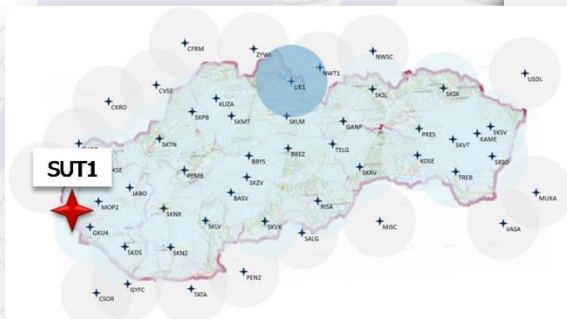 CFRM
ZYWI
NWSC
LIE1
NWT1
USDL
CVSE
CKRO
KUZA
SKSL
SKSK
SKPB
SKMT
SKLM
GANP
PRES
SKSV
KAME
SKTN
SKVT
TELG
BREZ
BBYS
KOSE
SKSO
SUT1
PEMB
SKRV
TREB
JABO
SKZV
BASV
MUKA
MOP2
SKNR
RISA
GKU4
SKLV
SKVK
MISC
VASA
SALG
SKDS
SKNZ
PEN2
GYFC
TATA
CSOR